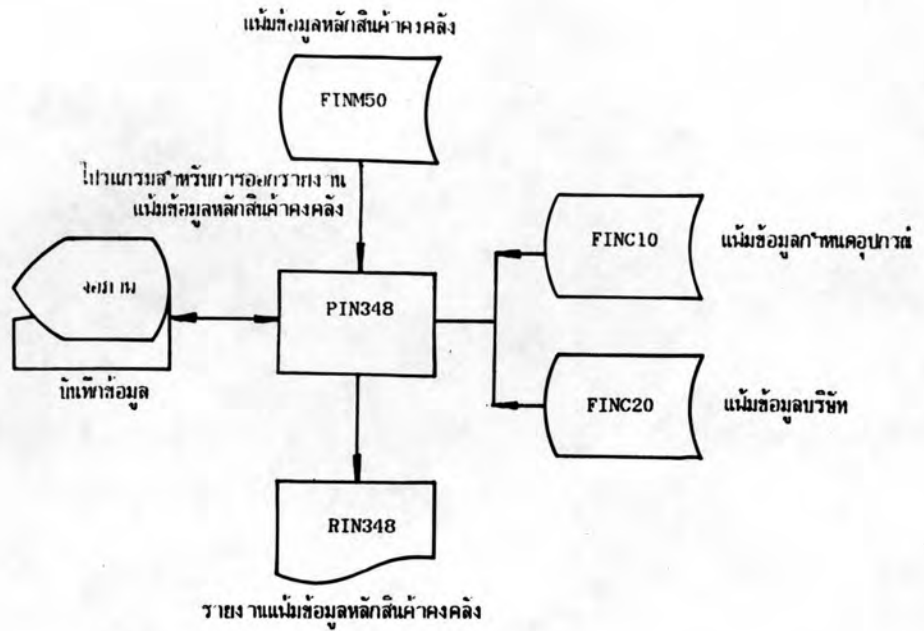 แฟ้มข้อมูลหลักสินค้าคงคลัง
FINM50
โปรแกรมสำหรับการออกรายงาน
แฟ้มข้อมูลหลักสินค้าคงคลัง
FINC10
แฟ้มข้อมูลกำหนดอุปกรณ์
จอภาพ
PIN348
บันทึกข้อมูล
FINC20
แฟ้มข้อมูลบริษัท
RIN348
รายงานแฟ้มข้อมูลหลักสินค้าคงคลัง